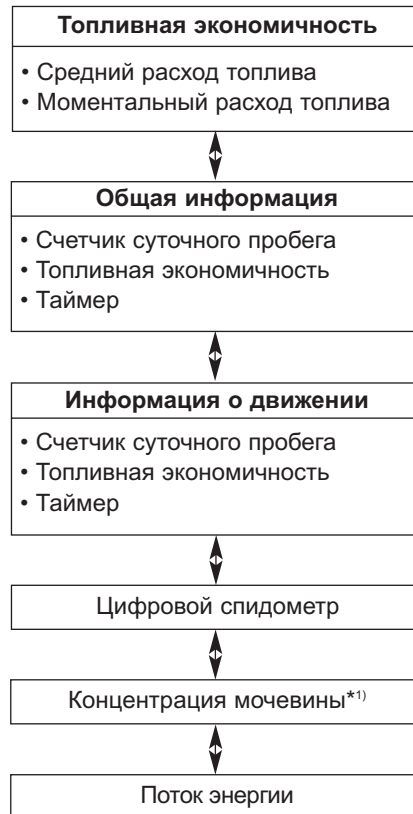 Топливная экономичность
• Средний расход топлива
• Моментальный расход топлива
Общая информация
• Счетчик суточного пробега
• Топливная экономичность
• Таймер
Информация о движении
• Счетчик суточного пробега
• Топливная экономичность
• Таймер
Цифровой спидометр
Концентрация мочевины*1)
Поток энергии